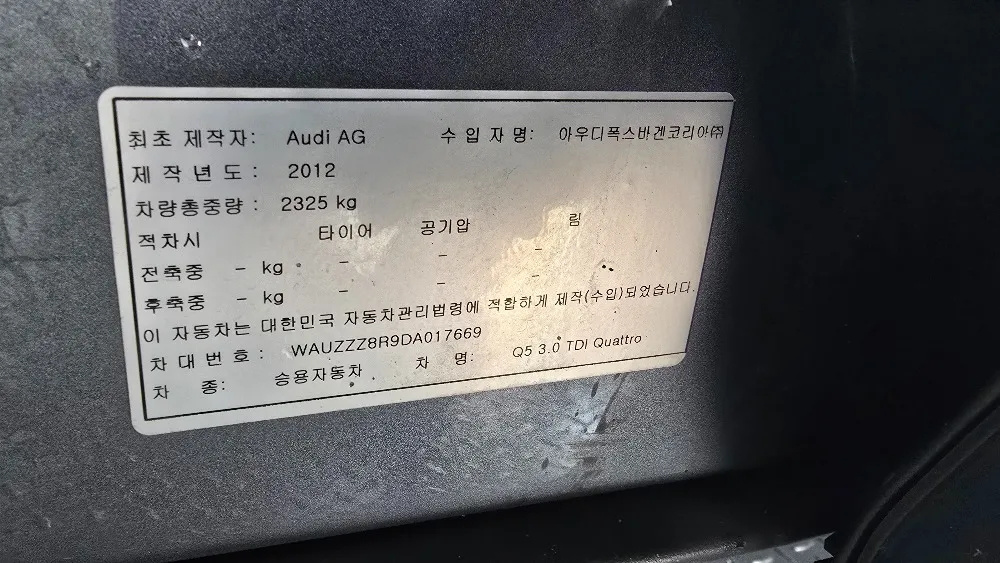 최초 제작자: Audi AG 수 입 자 명: 아우디폭스바겐코리아(주)
제 작 년 도 : 2012
차량총중량 : 2325 kg
적차시 타이어 공기압 림
전축중 - kg - - -
후축중 - kg - - -
이 자동차는 대한민국 자동차관리법령에 적합하게 제작(수입)되었습니다.
차 대 번 호 : WAUZZZ8R9DA017669
차 종: 승용자동차 차 명: Q5 3.0 TDI Quattro